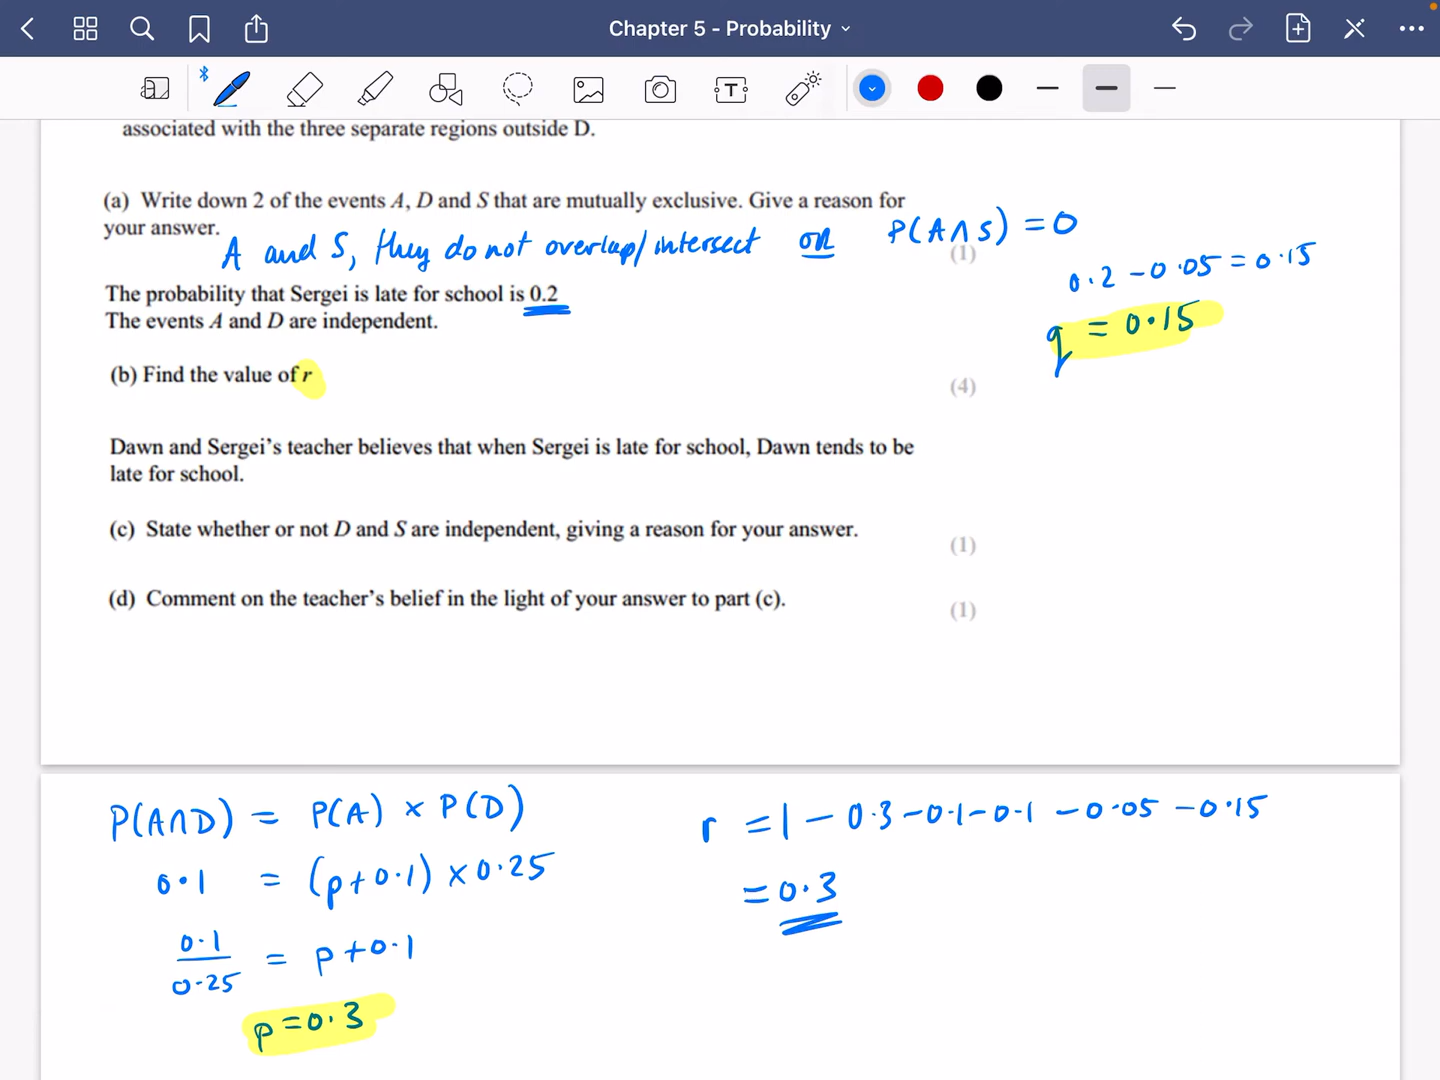 Chapter 5 - Probability
a
T
associated with the three separate regions outside D.
(a) Write down 2 of the events A, D and S that are mutually exclusive. Give a reason for
your answer.
A and S, they do not overlap/intersect or P(A∩S) = 0
(1)
0.2 - 0.05 = 0.15
q = 0.15
The probability that Sergei is late for school is 0.2
The events A and D are independent.
(b) Find the value of r
(4)
Dawn and Sergei's teacher believes that when Sergei is late for school, Dawn tends to be
late for school.
(c) State whether or not D and S are independent, giving a reason for your answer.
(1)
(d) Comment on the teacher's belief in the light of your answer to part (c).
(1)
P(A∩D) = P(A) × P(D)
0.1 = (p+0.1) × 0.25
0.1/0.25 = p+0.1
p = 0.3
r = 1 - 0.3 - 0.1 - 0.1 - 0.05 - 0.15
= 0.3